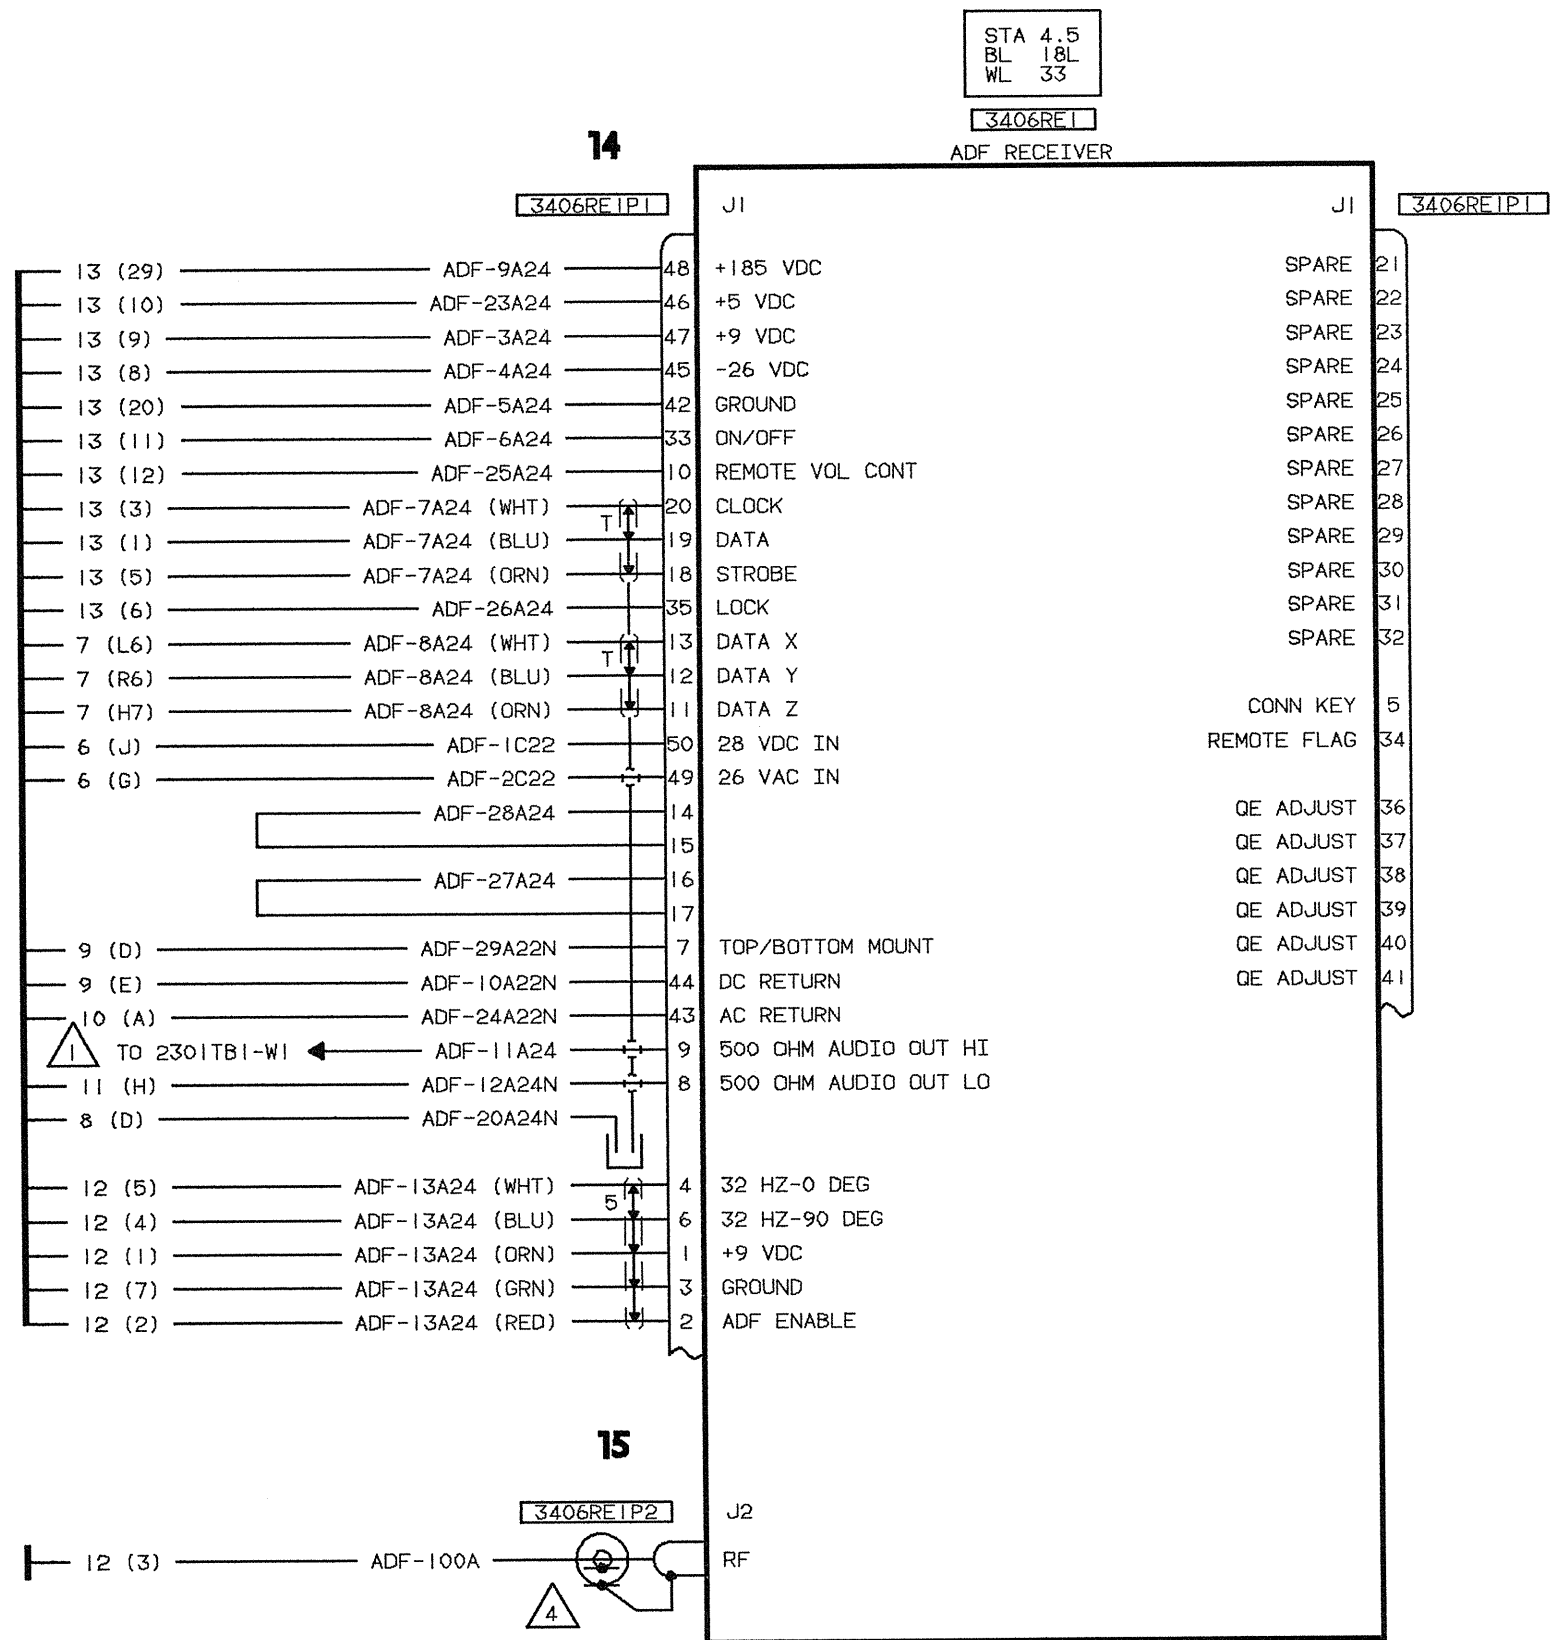 STA 4.5
BL 18L
WL 33
3406RE1
ADF RECEIVER
14
3406RE1P1 J1 J1 3406RE1P1
13 (29) ADF-9A24 48 +185 VDC SPARE 21
13 (10) ADF-23A24 46 +5 VDC SPARE 22
13 (9) ADF-3A24 47 +9 VDC SPARE 23
13 (8) ADF-4A24 45 -26 VDC SPARE 24
13 (20) ADF-5A24 42 GROUND SPARE 25
13 (11) ADF-6A24 33 ON/OFF SPARE 26
13 (12) ADF-25A24 10 REMOTE VOL CONT SPARE 27
13 (3) ADF-7A24 (WHT) 20 CLOCK SPARE 28
T
13 (1) ADF-7A24 (BLU) 19 DATA SPARE 29
13 (5) ADF-7A24 (ORN) 18 STROBE SPARE 30
13 (6) ADF-26A24 35 LOCK SPARE 31
7 (L6) ADF-8A24 (WHT) 13 DATA X SPARE 32
T
7 (R6) ADF-8A24 (BLU) 12 DATA Y
7 (H7) ADF-8A24 (ORN) 11 DATA Z CONN KEY 5
6 (J) ADF-1C22 50 28 VDC IN REMOTE FLAG 34
6 (G) ADF-2C22 49 26 VAC IN
ADF-28A24 14 QE ADJUST 36
15 QE ADJUST 37
ADF-27A24 16 QE ADJUST 38
17 QE ADJUST 39
9 (D) ADF-29A22N 7 TOP/BOTTOM MOUNT QE ADJUST 40
9 (E) ADF-10A22N 44 DC RETURN QE ADJUST 41
10 (A) ADF-24A22N 43 AC RETURN
1 TO 2301TB1-W1 ADF-11A24 9 500 OHM AUDIO OUT HI
11 (H) ADF-12A24N 8 500 OHM AUDIO OUT LO
8 (D) ADF-20A24N
12 (5) ADF-13A24 (WHT) 4 32 HZ-0 DEG
5
12 (4) ADF-13A24 (BLU) 6 32 HZ-90 DEG
12 (1) ADF-13A24 (ORN) 1 +9 VDC
12 (7) ADF-13A24 (GRN) 3 GROUND
12 (2) ADF-13A24 (RED) 2 ADF ENABLE
15
3406RE1P2 J2
12 (3) ADF-100A RF
4